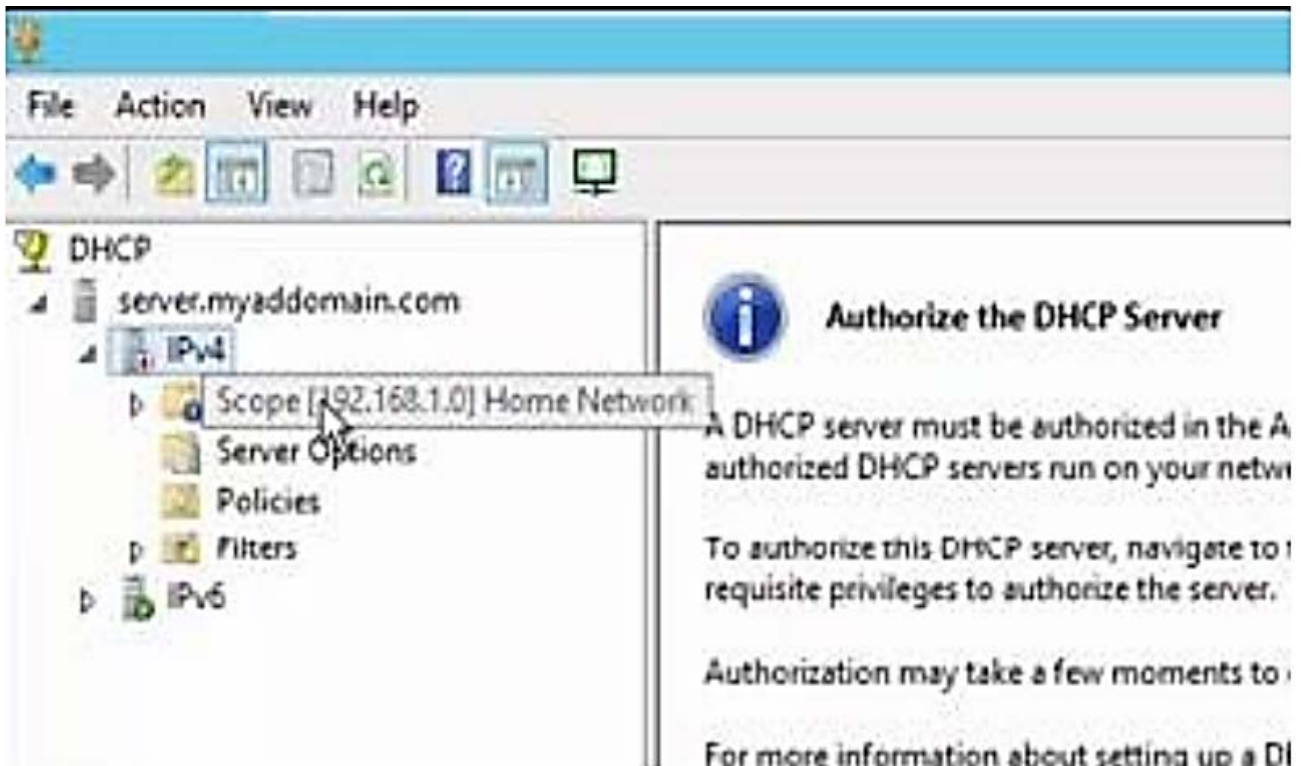 File Action View Help
DHCP
server.myaddomain.com
IPv4
Scope [192.168.1.0] Home Network
Server Options
Policies
Filters
IPv6
Authorize the DHCP Server
A DHCP server must be authorized in the A
authorized DHCP servers run on your netw
To authorize this DHCP server, navigate to
requisite privileges to authorize the server.
Authorization may take a few moments to
For more information about setting up a D